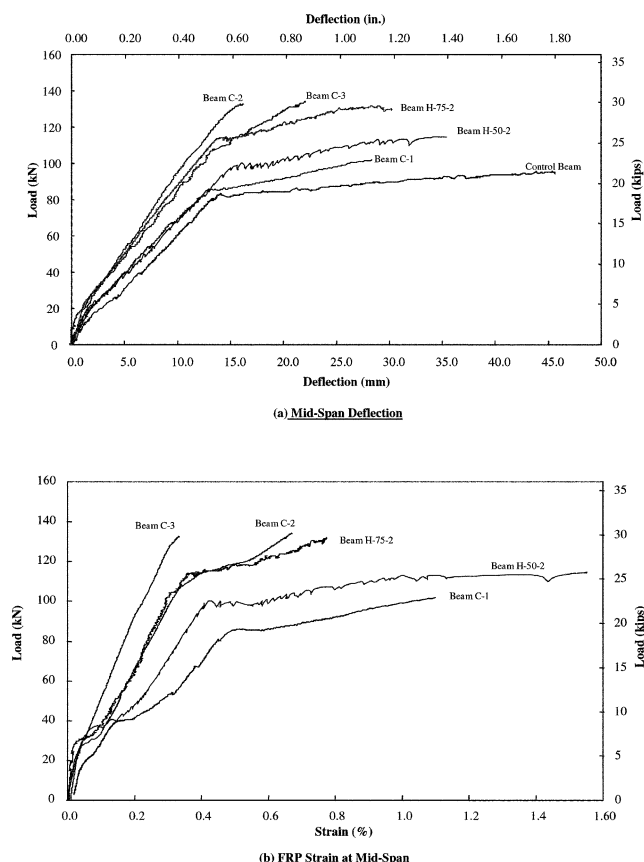 Deflection (in.)
0.00 0.20 0.40 0.60 0.80 1.00 1.20 1.40 1.60 1.80
160 35
140 30
120 25
100 20
80 15
60 10
40 5
20 0
0
Load (kN)
Load (kips)
Beam C-2
Beam C-3
Beam H-75-2
Beam H-50-2
Beam C-1
Control Beam
0.0 5.0 10.0 15.0 20.0 25.0 30.0 35.0 40.0 45.0 50.0
Deflection (mm)
(a) Mid-Span Deflection
160 35
140 30
120 25
100 20
80 15
60 10
40 5
20 0
0
Load (kN)
Load (kips)
Beam C-3
Beam C-2
Beam H-75-2
Beam H-50-2
Beam C-1
0.0 0.2 0.4 0.6 0.8 1.0 1.2 1.4 1.60
Strain (%)
(b) FRP Strain at Mid-Span